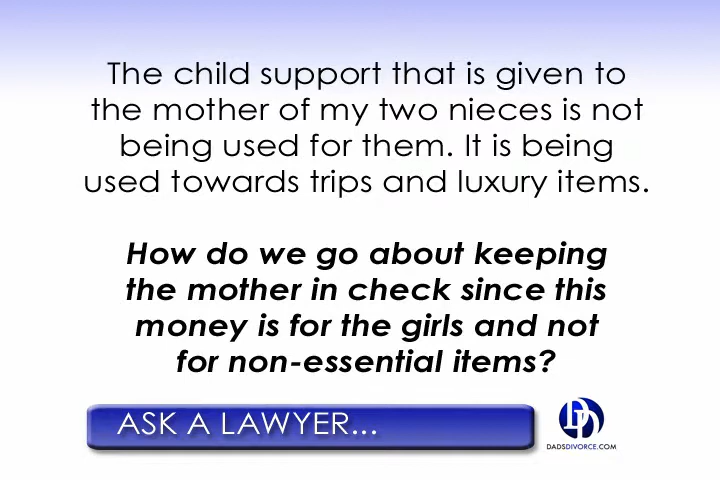 The child support that is given to
the mother of my two nieces is not
being used for them. It is being
used towards trips and luxury items.
How do we go about keeping
the mother in check since this
money is for the girls and not
for non-essential items?
ASK A LAWYER...
DADSDIVORCE.COM